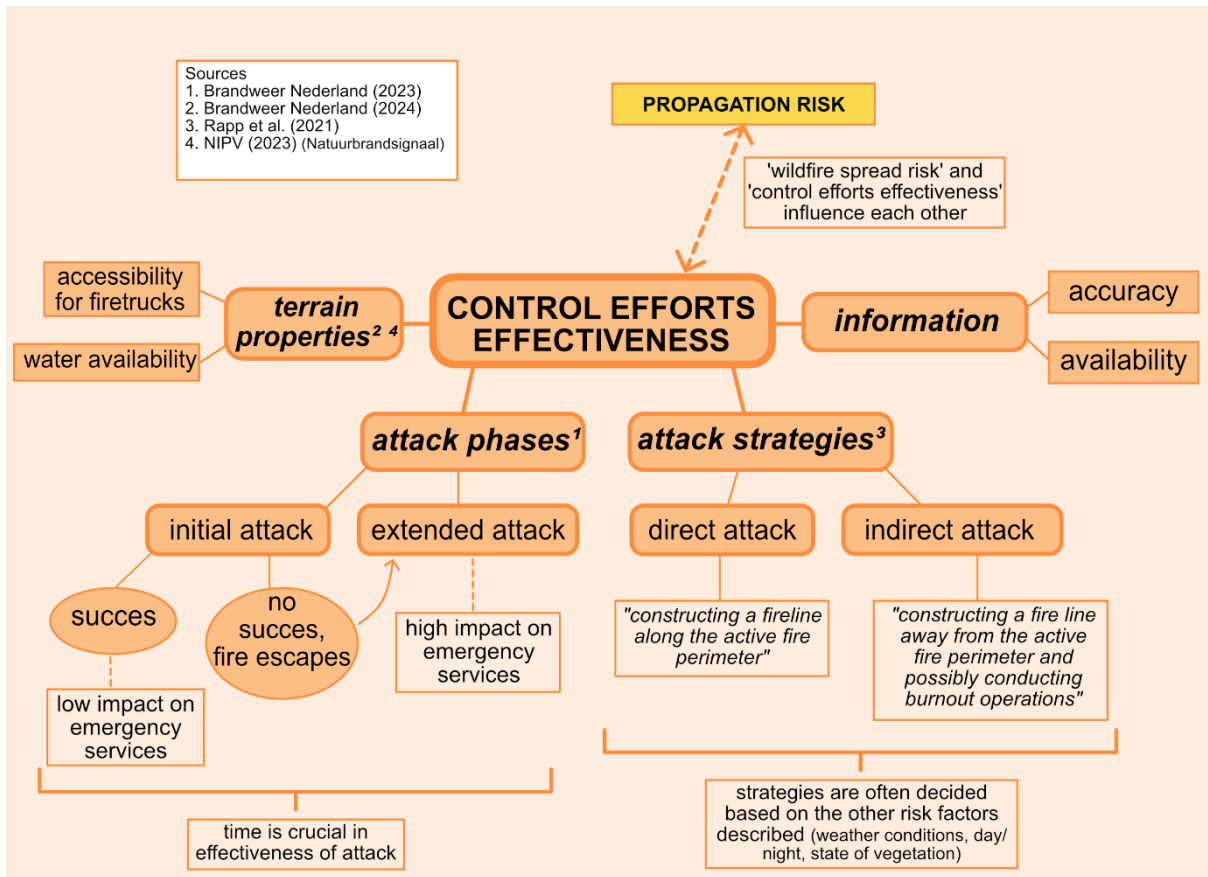 Sources
1. Brandweer Nederland (2023)
2. Brandweer Nederland (2024)
3. Rapp et al. (2021)
4. NIPV (2023) (Natuurbrandsignaal)
PROPAGATION RISK
'wildfire spread risk' and
'control efforts effectiveness'
influence each other
accessibility
for firetrucks
water availability
terrain
properties² ⁴
CONTROL EFFORTS
EFFECTIVENESS
information
accuracy
availability
attack phases¹
attack strategies³
initial attack
extended attack
direct attack
indirect attack
succes
no
succes,
fire escapes
high impact on
emergency
services
low impact on
emergency
services
"constructing a fireline
along the active fire
perimeter"
"constructing a fire line
away from the active
fire perimeter and
possibly conducting
burnout operations"
time is crucial in
effectiveness of attack
strategies are often decided
based on the other risk factors
described (weather conditions, day/
night, state of vegetation)